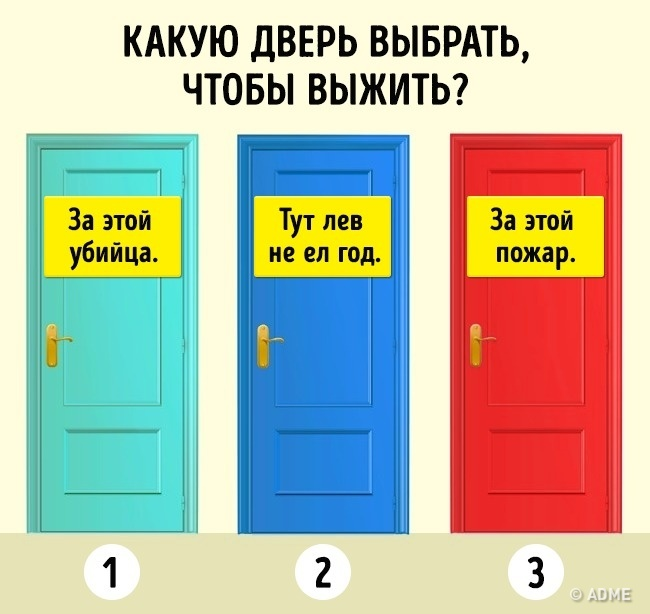 КАКУЮ ДВЕРЬ ВЫБРАТЬ,
ЧТОБЫ ВЫЖИТЬ?
За этой
убийца.
Тут лев
не ел год.
За этой
пожар.
1
2
3
© ADME